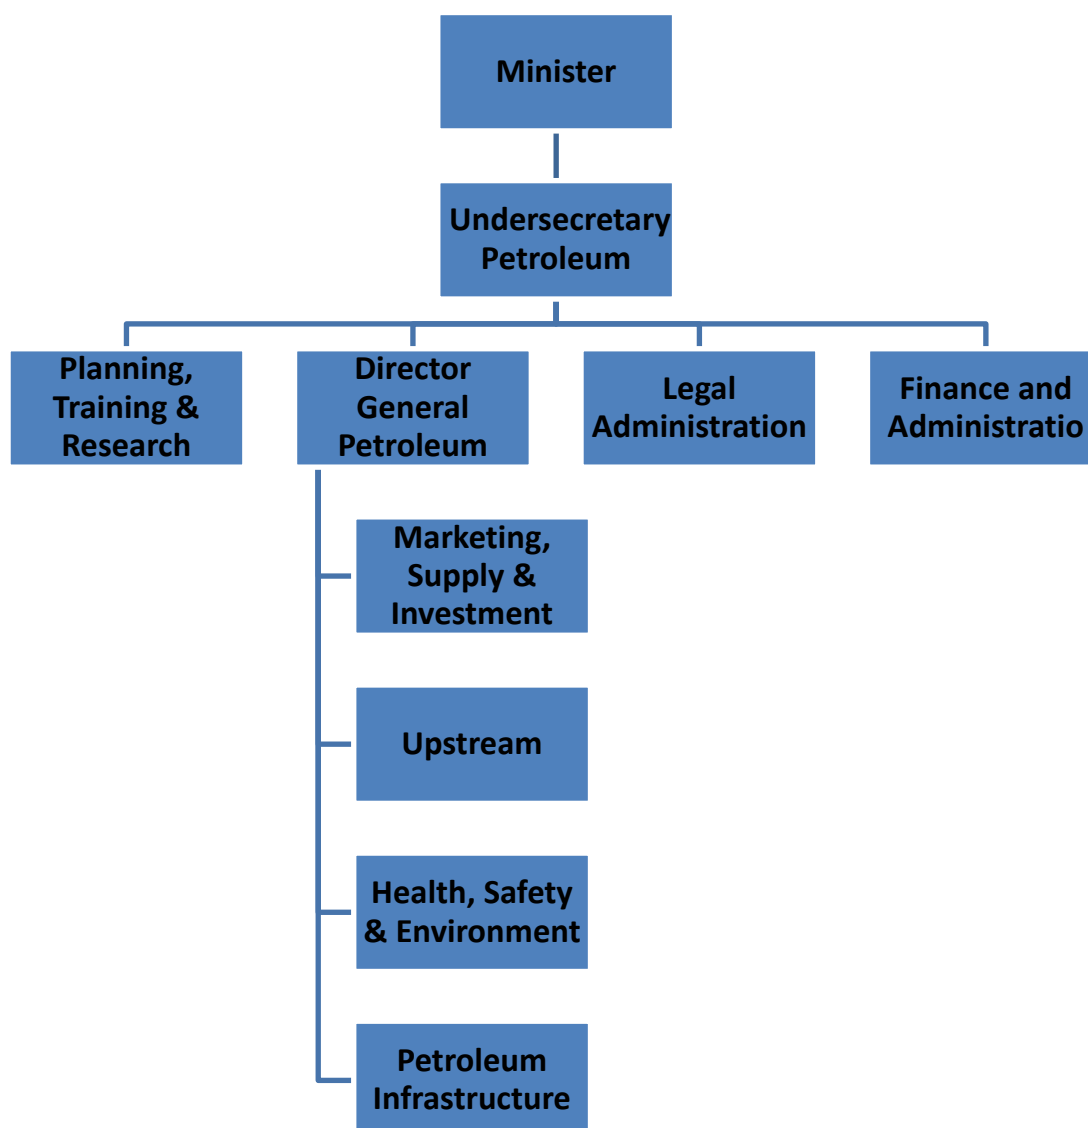 Minister
Undersecretary
Petroleum
Planning,
Training &
Research
Director
General
Petroleum
Legal
Administration
Finance and
Administratio
Marketing,
Supply &
Investment
Upstream
Health, Safety
& Environment
Petroleum
Infrastructure